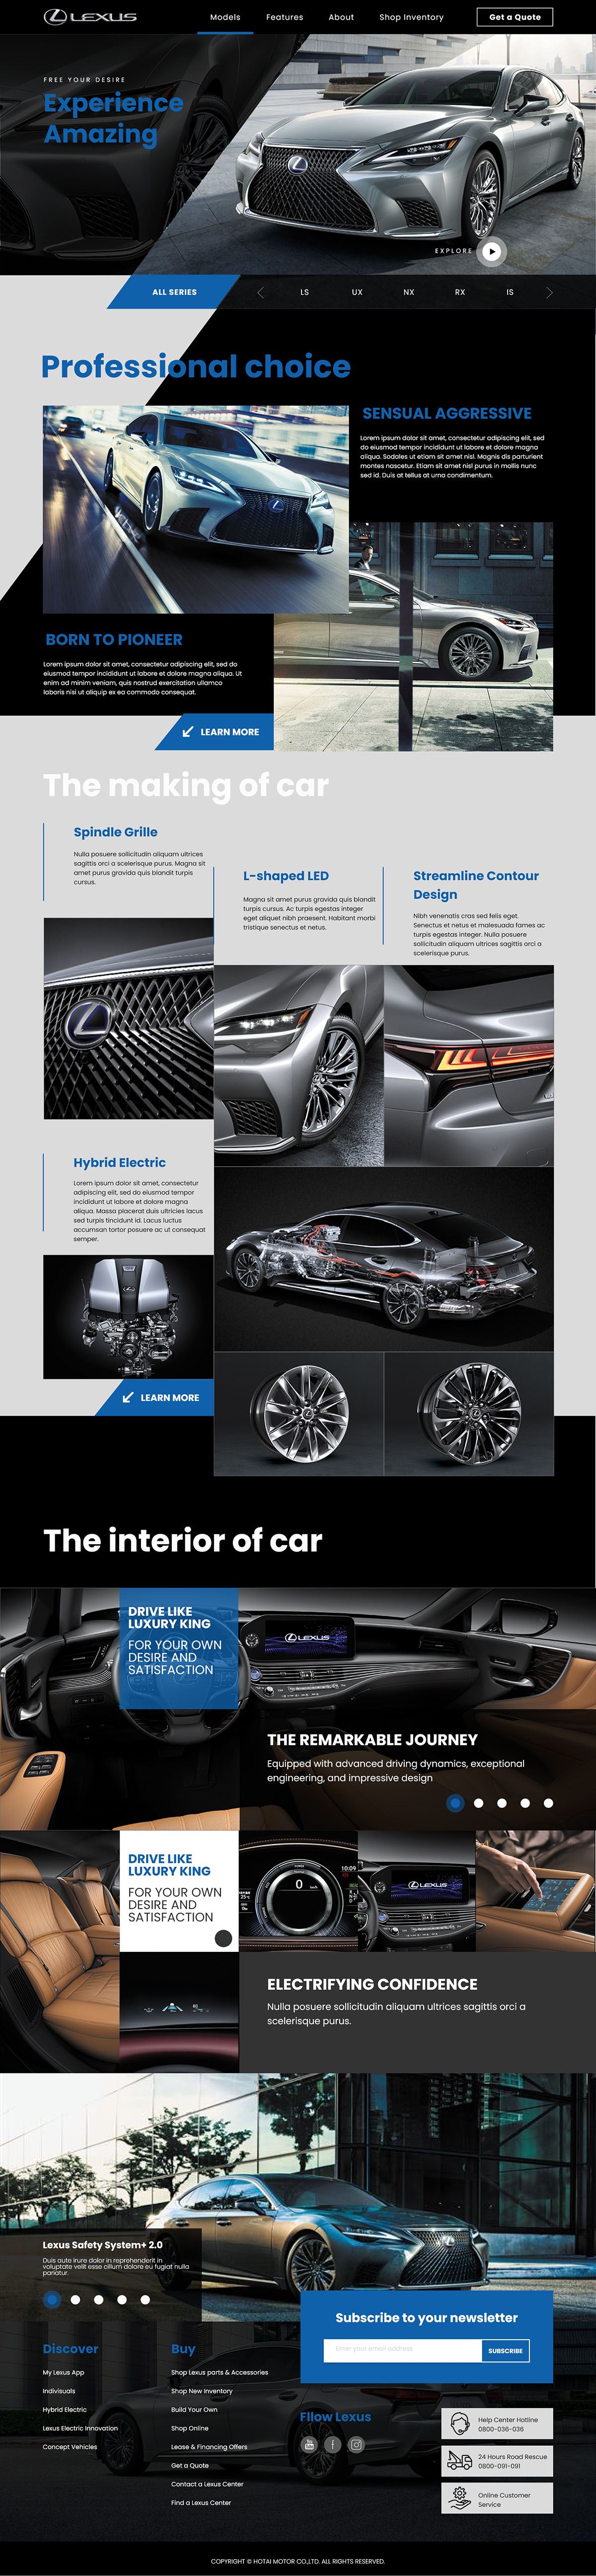 LEXUS
Models
Features
About
Shop Inventory
Get a Quote
FREE YOUR DESIRE
Experience
Amazing
EXPLORE
ALL SERIES
LS
UX
NX
RX
IS
Professional choice
SENSUAL AGGRESSIVE
Lorem ipsum dolor sit amet, consectetur adipiscing elit, sed
do eiusmod tempor incididunt ut labore et dolore magna
aliqua. Sodales ut etiam sit amet nisl. Magnis dis parturient
montes nascetur. Etiam sit amet nisl purus in mollis nunc
sed id. Duis at tellus at urna condimentum.
BORN TO PIONEER
Lorem ipsum dolor sit amet, consectetur adipiscing elit, sed do
eiusmod tempor incididunt ut labore et dolore magna aliqua. Ut
enim ad minim veniam, quis nostrud exercitation ullamco
laboris nisi ut aliquip ex ea commodo consequat.
LEARN MORE
The making of car
Spindle Grille
Nulla posuere sollicitudin aliquam ultrices
sagittis orci a scelerisque purus. Magna sit
amet purus gravida quis blandit turpis
cursus.
L-shaped LED
Magna sit amet purus gravida quis blandit
turpis cursus. Ac turpis egestas integer
eget aliquet nibh praesent. Habitant morbi
tristique senectus et netus.
Streamline Contour
Design
Nibh venenatis cras sed felis eget.
Senectus et netus et malesuada fames ac
turpis egestas integer. Nulla posuere
sollicitudin aliquam ultrices sagittis orci a
scelerisque purus.
Hybrid Electric
Lorem ipsum dolor sit amet, consectetur
adipiscing elit, sed do eiusmod tempor
incididunt ut labore et dolore magna
aliqua. Massa placerat duis ultricies lacus
sed turpis tincidunt id. Lacus luctus
accumsan tortor posuere ac ut consequat
semper.
LEARN MORE
The interior of car
DRIVE LIKE
LUXURY KING
FOR YOUR OWN
DESIRE AND
SATISFACTION
LEXUS
THE REMARKABLE JOURNEY
Equipped with advanced driving dynamics, exceptional
engineering, and impressive design
DRIVE LIKE
LUXURY KING
FOR YOUR OWN
DESIRE AND
SATISFACTION
10:09
0
LEXUS
ELECTRIFYING CONFIDENCE
Nulla posuere sollicitudin aliquam ultrices sagittis orci a
scelerisque purus.
Lexus Safety System+ 2.0
Duis aute irure dolor in reprehenderit in
voluptate velit esse cillum dolore eu fugiat nulla
pariatur.
Subscribe to your newsletter
Enter your email address
SUBSCRIBE
Discover
My Lexus App
Indivisuals
Hybrid Electric
Lexus Electric Innovation
Concept Vehicles
Buy
Shop Lexus parts & Accessories
Shop New Inventory
Build Your Own
Shop Online
Lease & Financing Offers
Get a Quote
Contact a Lexus Center
Find a Lexus Center
Fllow Lexus
Help Center Hotline
0800-036-036
24 Hours Road Rescue
0800-091-091
Online Customer
Service
COPYRIGHT © HOTAI MOTOR CO.,LTD. ALL RIGHTS RESERVED.